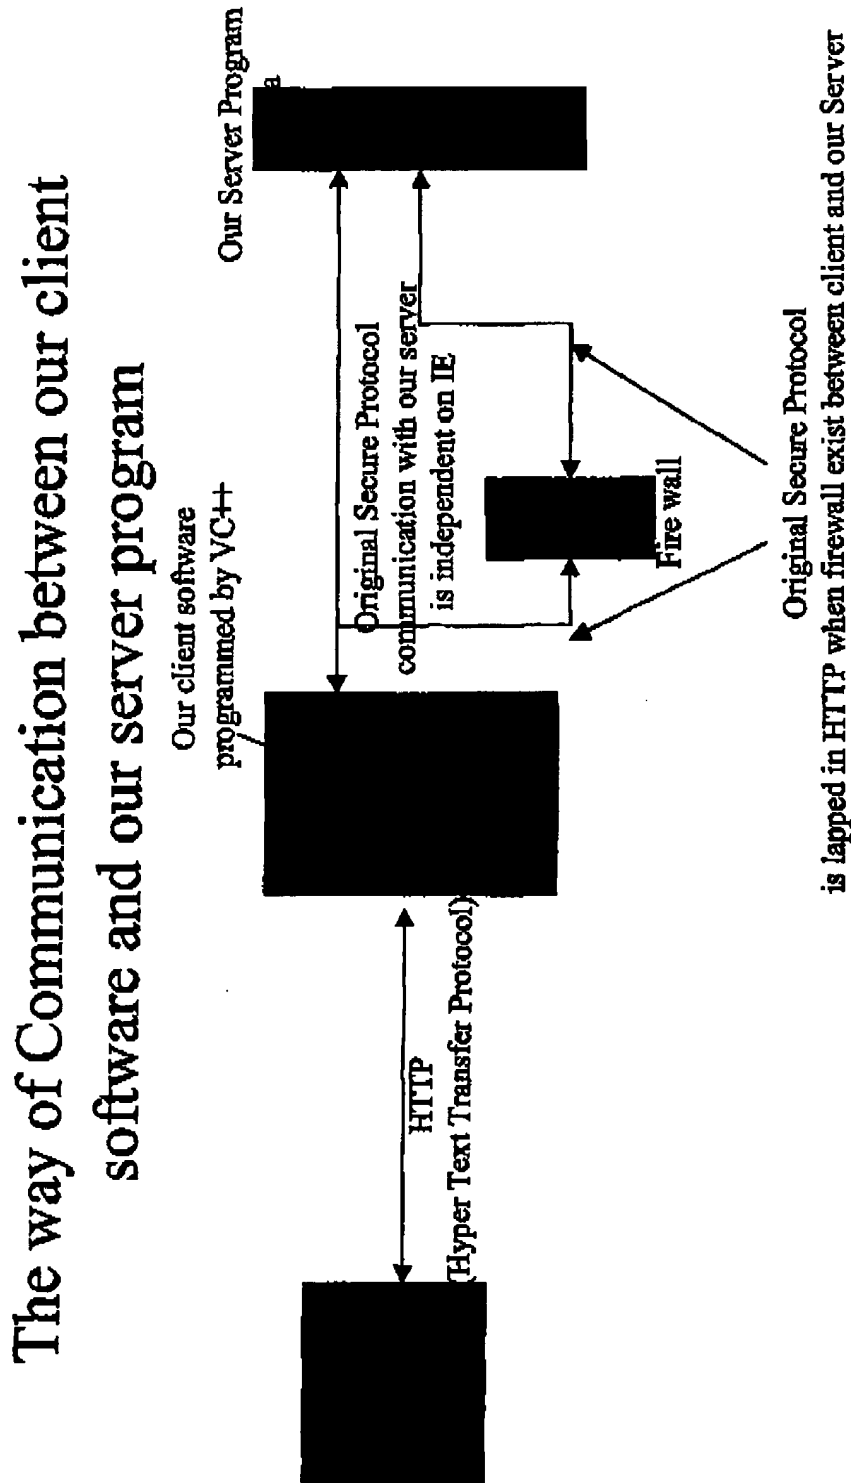 The way of Communication between our client
software and our server program
Our client software
programmed by VC++
Our Server Program
a
HTTP
(Hyper Text Transfer Protocol)
Original Secure Protocol
communication with our server
is independent on IE
Fire wall
Original Secure Protocol
is lapped in HTTP when firewall exist between client and our Server